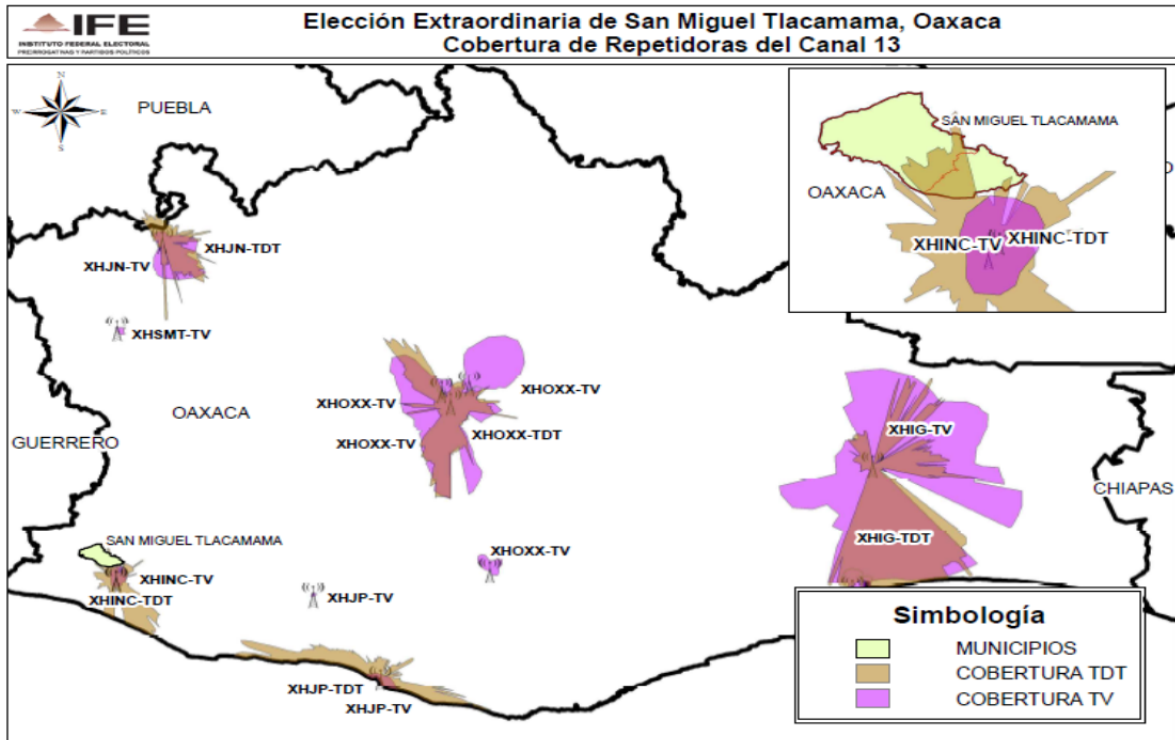 IFE
INSTITUTO FEDERAL ELECTORAL
PRERROGATIVAS Y PARTIDOS POLÍTICOS
Elección Extraordinaria de San Miguel Tlacamama, Oaxaca
Cobertura de Repetidoras del Canal 13
N
W
E
S
PUEBLA
SAN MIGUEL TLACAMAMA
OAXACA
XHINC-TV
XHINC-TDT
XHJN-TDT
XHJN-TV
XHSMT-TV
OAXACA
GUERRERO
XHOXX-TV
XHOXX-TV
XHOXX-TV
XHOXX-TDT
XHIG-TV
CHIAPAS
XHIG-TDT
SAN MIGUEL TLACAMAMA
XHINC-TV
XHINC-TDT
XHOXX-TV
XHJP-TV
XHJP-TDT
XHJP-TV
Simbología
MUNICIPIOS
COBERTURA TDT
COBERTURA TV